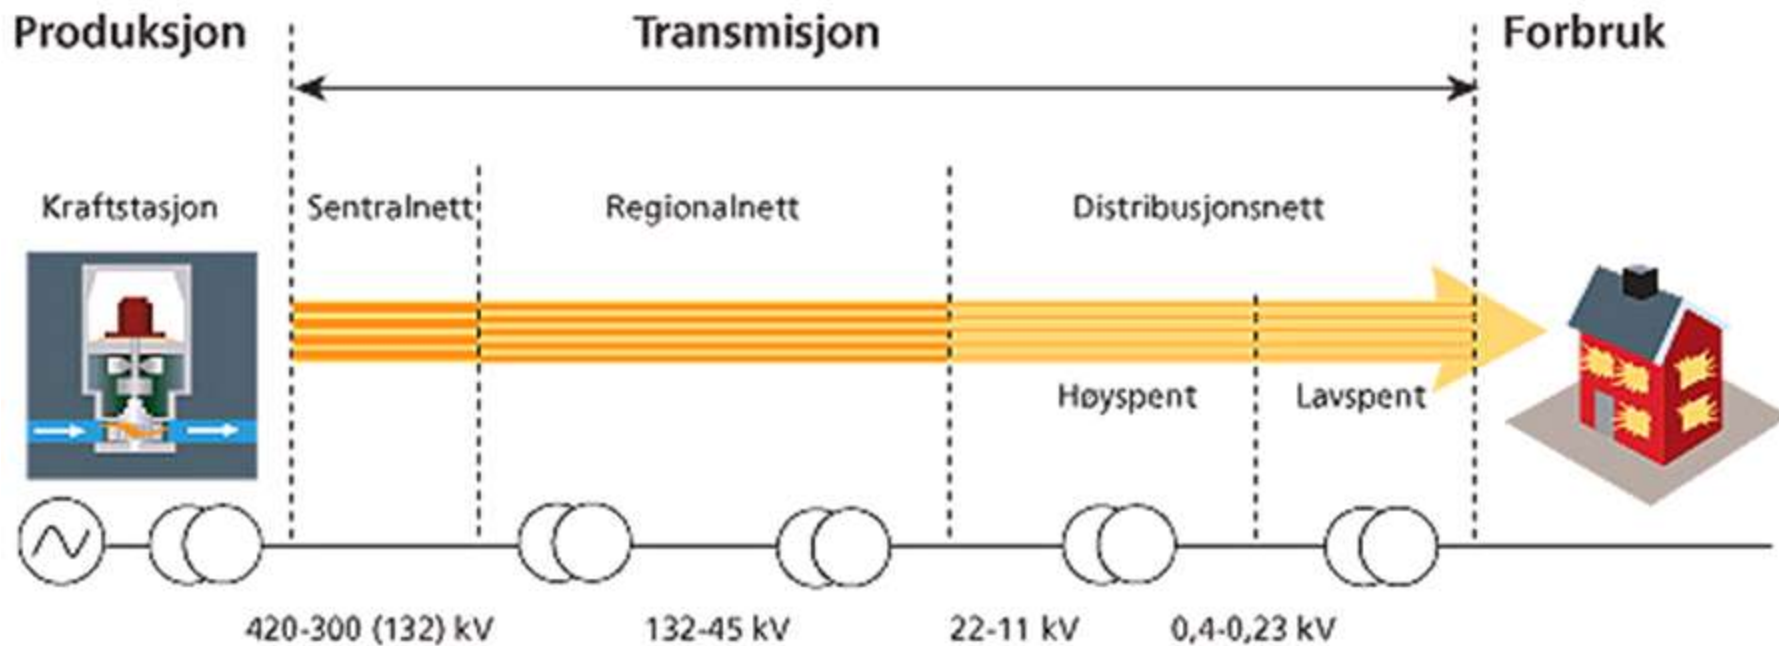 Produksjon Transmisjon Forbruk
Kraftstasjon Sentralnett Regionalnett Distribusjonsnett
Høyspent Lavspent
420-300 (132) kV 132-45 kV 22-11 kV 0,4-0,23 kV